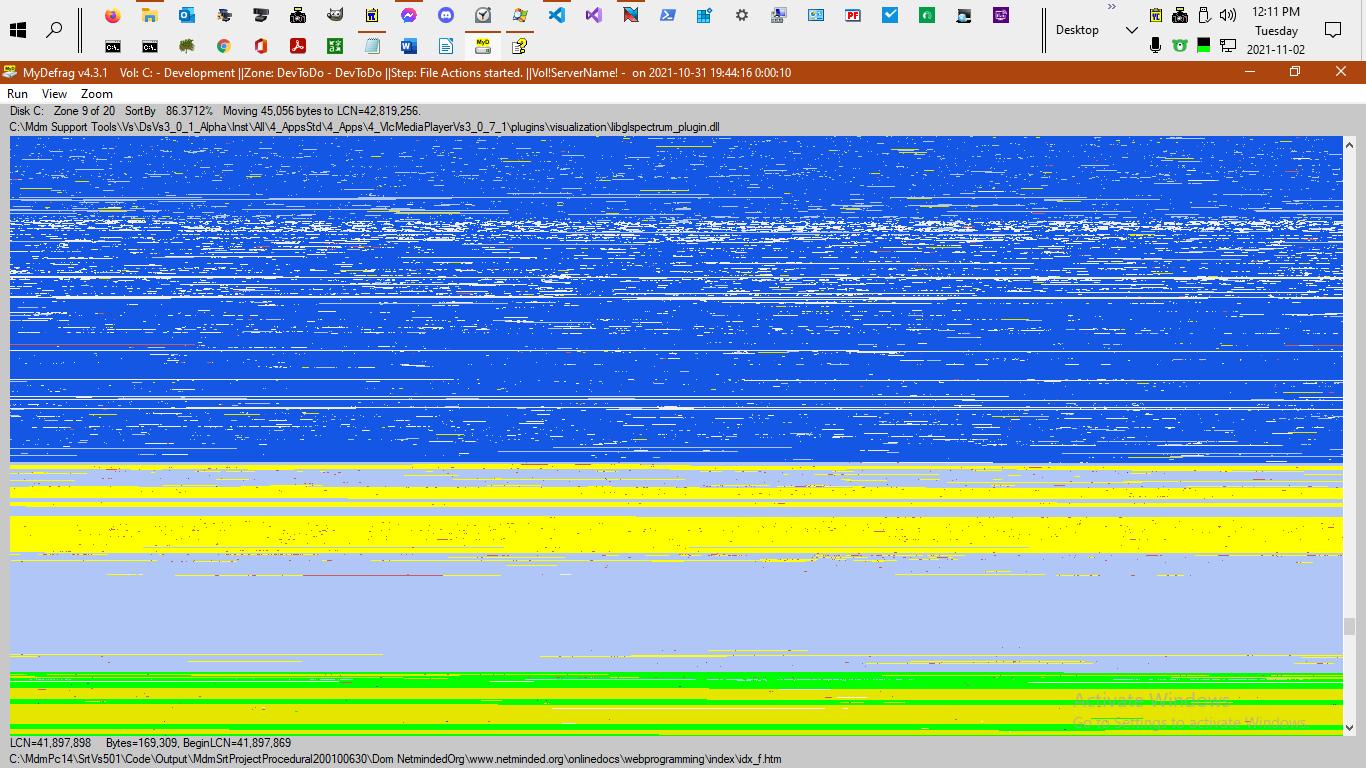 12:11 PM
Desktop
Tuesday
2021-11-02
MyDefrag v4.3.1 Vol: C: - Development ||Zone: DevToDo - DevToDo ||Step: File Actions started. ||Vol!ServerName! - on 2021-10-31 19:44:16 0:00:10
Run View Zoom
Disk C: Zone 9 of 20 SortBy 86.3712% Moving 45,056 bytes to LCN=42,819,256.
C:\Mdm Support Tools\Vs\DsVs3_0_1_Alpha\Inst\All\4_AppsStd\4_Apps\4_VlcMediaPlayerVs3_0_7_1\plugins\visualization\libglspectrum_plugin.dll
Activate Windows
Go to Settings to activate Windows.
LCN=41,897,898 Bytes=169,309, BeginLCN=41,897,869
C:\MdmPc14\SrtVs501\Code\Output\MdmSrtProjectProcedural200100630\Dom NetmindedOrg\www.netminded.org\onlinedocs\webprogramming\index\idx_f.htm